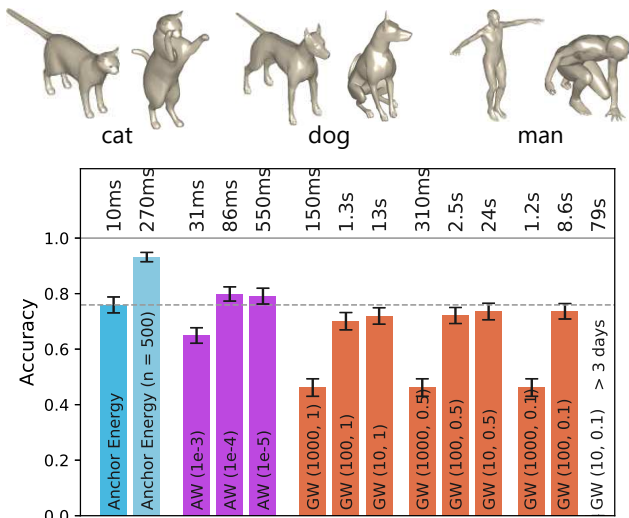 cat
dog
man
10ms
270ms
31ms
86ms
550ms
150ms
1.3s
13s
310ms
2.5s
24s
1.2s
8.6s
79s
Accuracy
1.0
0.8
0.6
0.4
0.2
0.0
Anchor Energy
Anchor Energy (n = 500)
AW (1e-3)
AW (1e-4)
AW (1e-5)
GW (1000, 1)
GW (100, 1)
GW (10, 1)
GW (1000, 0.5)
GW (100, 0.5)
GW (10, 0.5)
GW (1000, 0.1)
GW (100, 0.1)
GW (10, 0.1) > 3 days